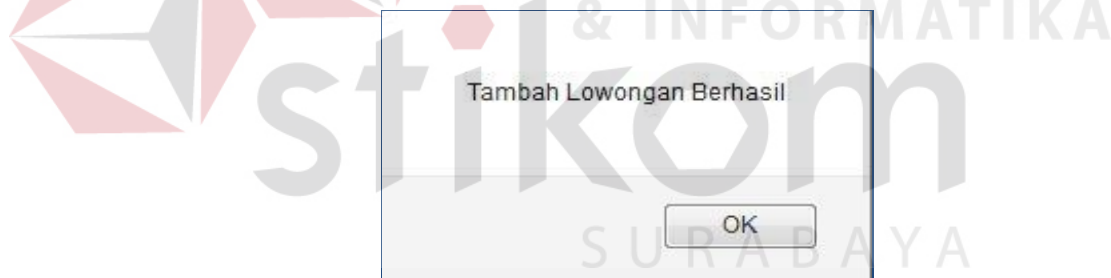 & INFORMATIKA
stikom
Tambah Lowongan Berhasil
OK
SURABAYA